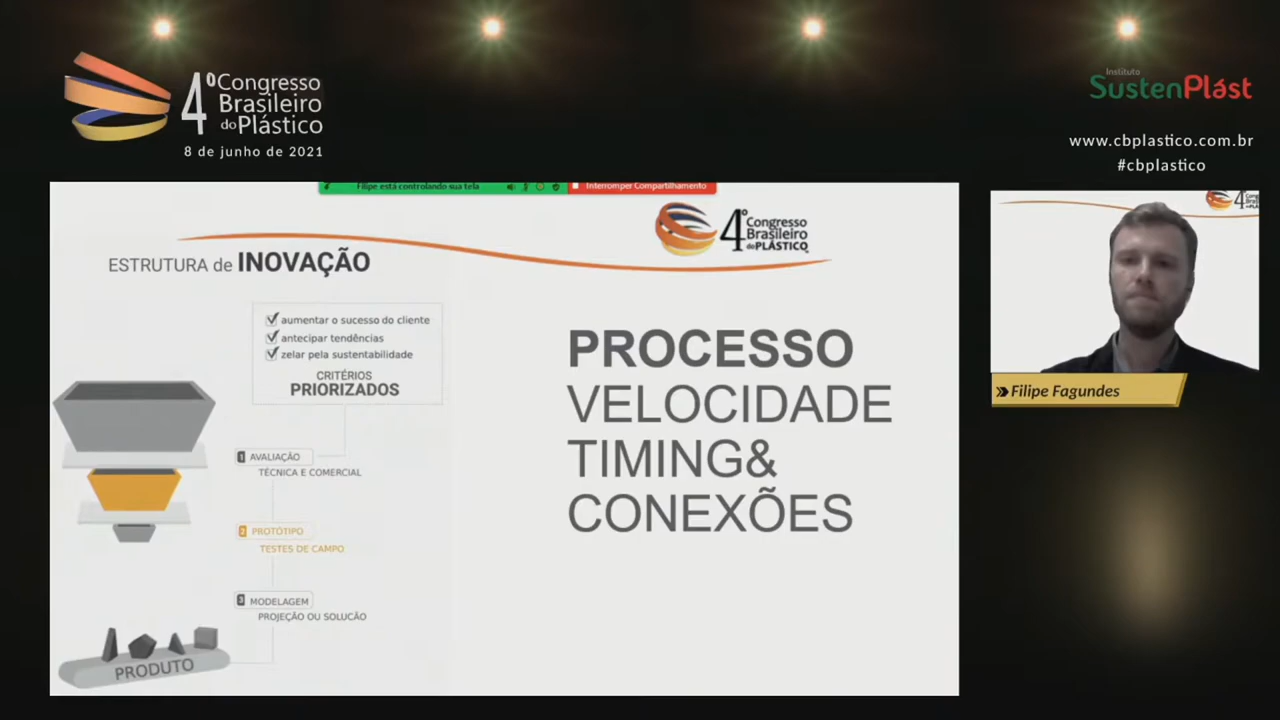 4º Congresso
Brasileiro
do Plástico
8 de junho de 2021
Instituto
SustenPlást
www.cbplastico.com.br
#cbplastico
Filipe está controlando sua tela
Interromper Compartilhamento
4º Congresso
Brasileiro
do PLÁSTICO
ESTRUTURA de INOVAÇÃO
aumentar o sucesso do cliente
antecipar tendências
zelar pela sustentabilidade
CRITÉRIOS
PRIORIZADOS
1 AVALIAÇÃO
TÉCNICA E COMERCIAL
2 PROTÓTIPO
TESTES DE CAMPO
3 MODELAGEM
PROJEÇÃO OU SOLUCÃO
PRODUTO
PROCESSO
VELOCIDADE
TIMING&
CONEXÕES
Filipe Fagundes